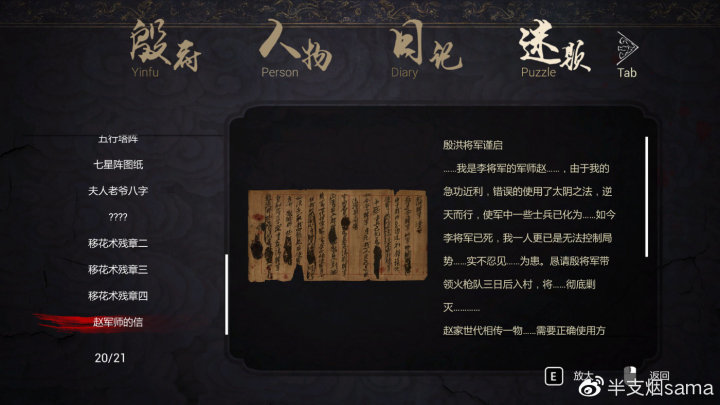 殷府
人物
日记
迷题
Yinfu
Person
Diary
Puzzle
Tab
五行塔阵
七星阵图纸
夫人老爷八字
????
移花术残章二
移花术残章三
移花术残章四
赵军师的信
20/21
殷洪将军谨启
……我是李将军的军师赵……，由于我的
急功近利，错误的使用了太阴之法，逆
天而行，使军中一些士兵已化为……如今
李将军已死，我一人更已是无法控制局
势……实不忍见……为患。恳请殷将军带
领火枪队三日后入村，将……彻底剿
灭…………
赵家世代相传一物……需要正确使用方
E 放大
返回
半支烟sama